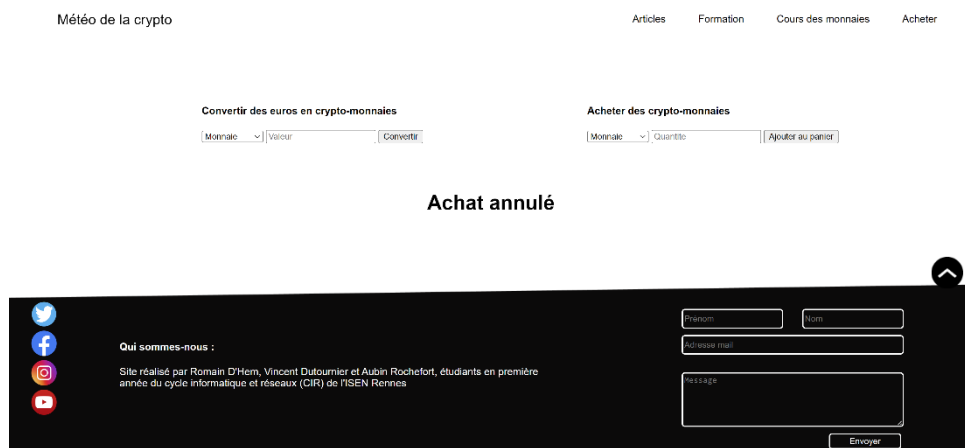 Météo de la crypto
Articles
Formation
Cours des monnaies
Acheter
Convertir des euros en crypto-monnaies
Monnaie
Valeur
Convertir
Acheter des crypto-monnaies
Monnaie
Quantite
Ajouter au panier
Achat annulé
Qui sommes-nous :
Site réalisé par Romain D'Hem, Vincent Dutournier et Aubin Rochefort, étudiants en première
année du cycle informatique et réseaux (CIR) de l'ISEN Rennes
Prénom
Nom
Adresse mail
Message
Envoyer